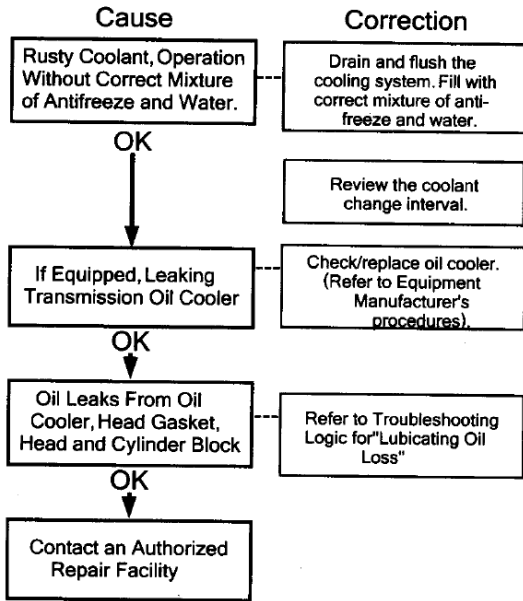 Cause
Correction
Rusty Coolant, Operation
Without Correct Mixture
of Antifreeze and Water.
Drain and flush the
cooling system. Fill with
correct mixture of anti-
freeze and water.
OK
Review the coolant
change interval.
If Equipped, Leaking
Transmission Oil Cooler
Check/replace oil cooler.
(Refer to Equipment
Manufacturer's
procedures).
OK
Oil Leaks From Oil
Cooler, Head Gasket,
Head and Cylinder Block
Refer to Troubleshooting
Logic for"Lubicating Oil
Loss"
OK
Contact an Authorized
Repair Facility